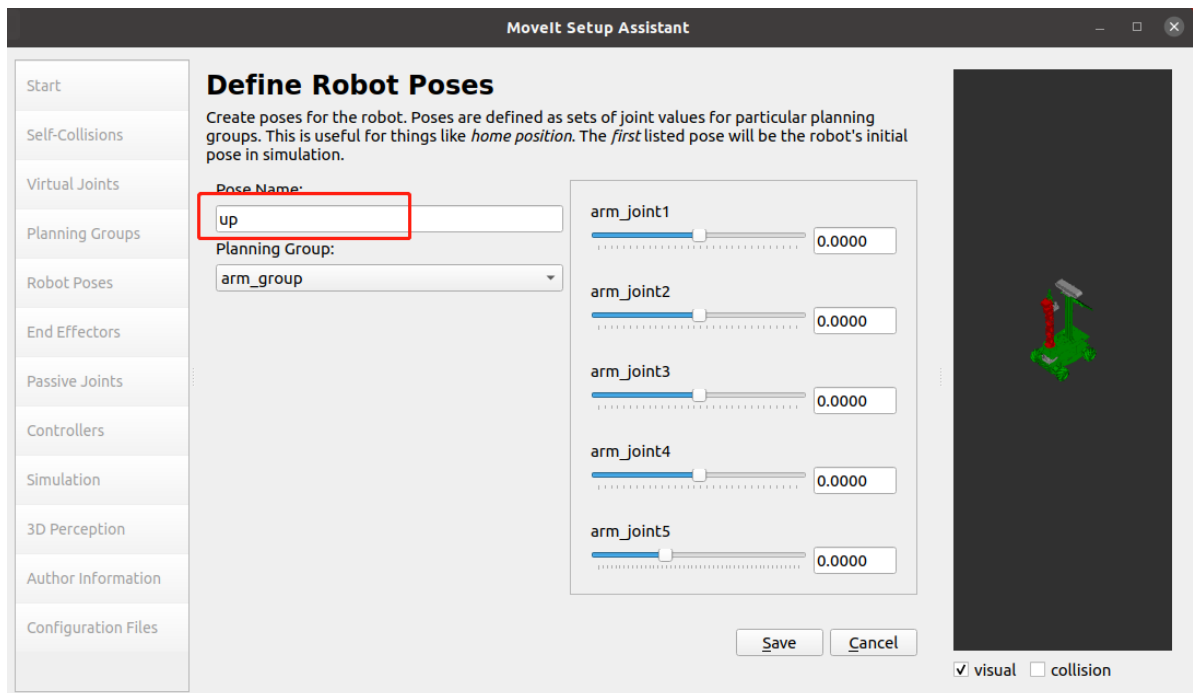 MoveIt Setup Assistant
Start
Self-Collisions
Virtual Joints
Planning Groups
Robot Poses
End Effectors
Passive Joints
Controllers
Simulation
3D Perception
Author Information
Configuration Files
Define Robot Poses
Create poses for the robot. Poses are defined as sets of joint values for particular planning
groups. This is useful for things like home position. The first listed pose will be the robot's initial
pose in simulation.
Pose Name:
up
Planning Group:
arm_group
arm_joint1
0.0000
arm_joint2
0.0000
arm_joint3
0.0000
arm_joint4
0.0000
arm_joint5
0.0000
Save
Cancel
visual
collision